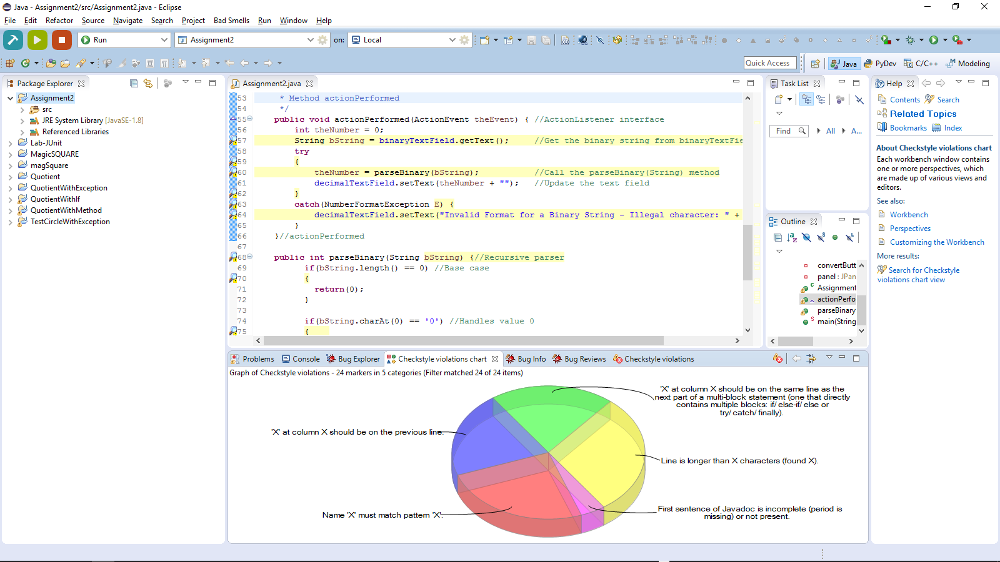 Java - Assignment2/src/Assignment2.java - Eclipse
File Edit Refactor Source Navigate Search Project Bad Smells Run Window Help
Run Assignment2 on: Local
Quick Access Java PyDev C/C++ Modeling
Package Explorer
Assignment2
src
JRE System Library [JavaSE-1.8]
Referenced Libraries
Lab-JUnit
MagicSQUARE
magSquare
Quotient
QuotientWithException
QuotientWithIf
QuotientWithMethod
TestCircleWithException
Assignment2.java
53 * Method actionPerformed
54 */
55 public void actionPerformed(ActionEvent theEvent) { //ActionListener interface
56 int theNumber = 0;
57 String bString = binaryTextField.getText(); //Get the binary string from binaryTextFie
58 try
59 {
60 theNumber = parseBinary(bString); //Call the parseBinary(String) method
61 decimalTextField.setText(theNumber + ""); //Update the text field
62 }
63 catch(NumberFormatException E) {
64 decimalTextField.setText("Invalid Format for a Binary String - Illegal character: " +
65 }
66 }//actionPerformed
67
68 public int parseBinary(String bString) {//Recursive parser
69 if(bString.length() == 0) //Base case
70 {
71 return(0);
72 }
73
74 if(bString.charAt(0) == '0') //Handles value 0
75 {
Task List
Find All A...
Outline
convertButt
panel : JPan
Assignment
actionPerfo
parseBinary
main(String
Help
Contents Search
Related Topics
Bookmarks Index
About Checkstyle violations chart
Each workbench window contains
one or more perspectives, which
are made up of various views and
editors.
See also:
Workbench
Perspectives
Customizing the Workbench
More results:
Search for Checkstyle
violations chart view
Problems Console Bug Explorer Checkstyle violations chart Bug Info Bug Reviews Checkstyle violations
Graph of Checkstyle violations - 24 markers in 5 categories (Filter matched 24 of 24 items)
'X' at column X should be on the same line as the
next part of a multi-block statement (one that directly
contains multiple blocks: if/ else-if/ else or
try/ catch/ finally).
'X' at column X should be on the previous line.
Line is longer than X characters (found X).
First sentence of Javadoc is incomplete (period is
missing) or not present.
Name 'X' must match pattern 'X'.